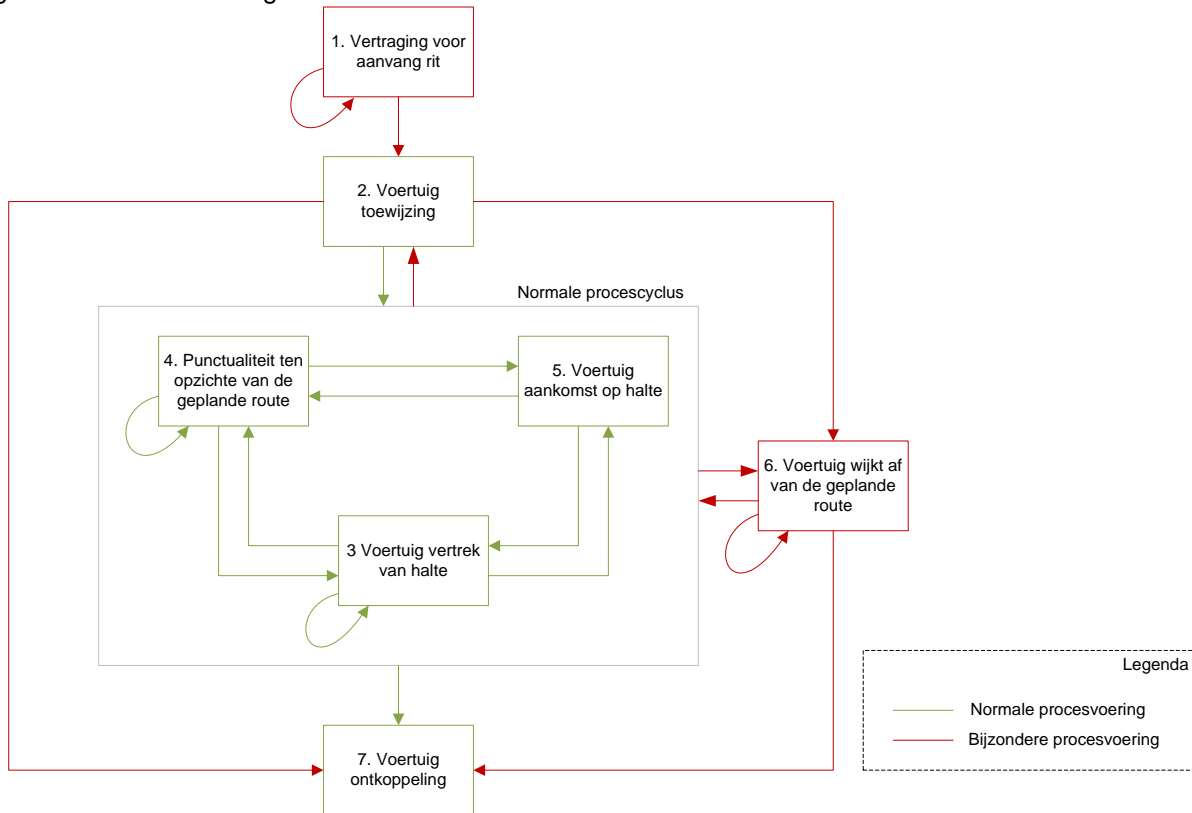 1. Vertraging voor
aanvang rit
2. Voertuig
toewijzing
Normale procescyclus
4. Punctualiteit ten
opzichte van de
geplande route
5. Voertuig
aankomst op halte
6. Voertuig wijkt af
van de geplande
route
3 Voertuig vertrek
van halte
7. Voertuig
ontkoppeling
Legenda
Normale procesvoering
Bijzondere procesvoering